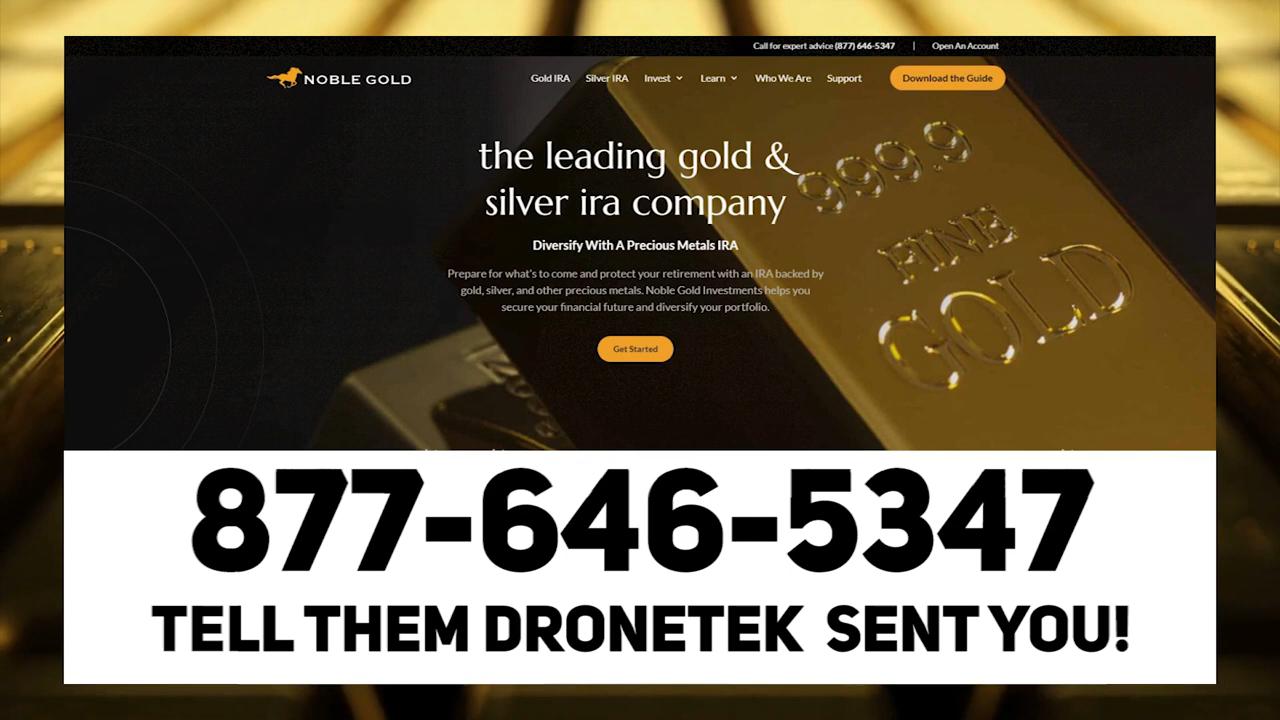 Call for expert advice (877) 646-5347 | Open An Account
NOBLE GOLD Gold IRA Silver IRA Invest Learn Who We Are Support Download the Guide
the leading gold &
silver ira company
999.9
FINE
GOLD
Diversify With A Precious Metals IRA
Prepare for what's to come and protect your retirement with an IRA backed by
gold, silver, and other precious metals. Noble Gold Investments helps you
secure your financial future and diversify your portfolio.
Get Started
877-646-5347
TELL THEM DRONETEK SENT YOU!